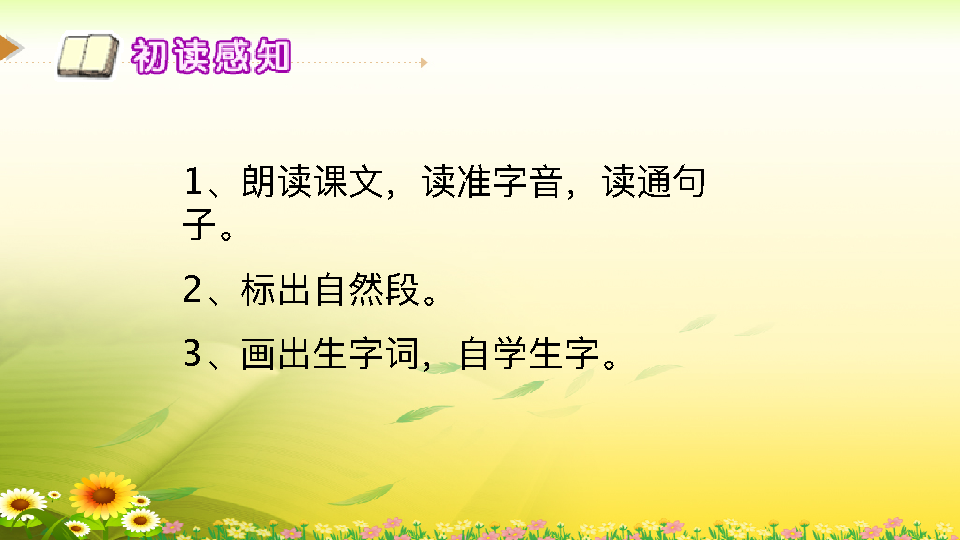 初读感知
1、朗读课文，读准字音，读通句
子。
2、标出自然段。
3、画出生字词，自学生字。